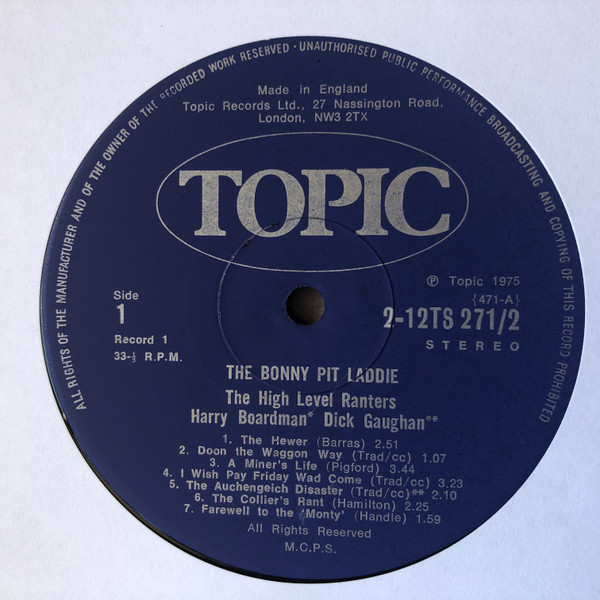 ALL RIGHTS OF THE MANUFACTURER AND OF THE OWNER OF THE RECORDED WORK RESERVED · UNAUTHORISED PUBLIC PERFORMANCE BROADCASTING AND COPYING OF THIS RECORD PROHIBITED
Made in England
Topic Records Ltd., 27 Nassington Road,
London, NW3 2TX
TOPIC
℗ Topic 1975
Side
{471-A}
1
2-12TS 271/2
Record 1
STEREO
33-⅓ R.P.M.
THE BONNY PIT LADDIE
The High Level Ranters
Harry Boardman* Dick Gaughan**
1. The Hewer (Barras) 2.51
2. Doon the Waggon Way (Trad/cc) 1.07
3. A Miner's Life (Pigford) 3.44
4. I Wish Pay Friday Wad Come (Trad/cc) 3.23
5. The Auchengeich Disaster (Trad/cc)** 2.10
6. The Collier's Rant (Hamilton) 2.25
7. Farewell to the 'Monty' (Handle) 1.59
All Rights Reserved
M.C.P.S.